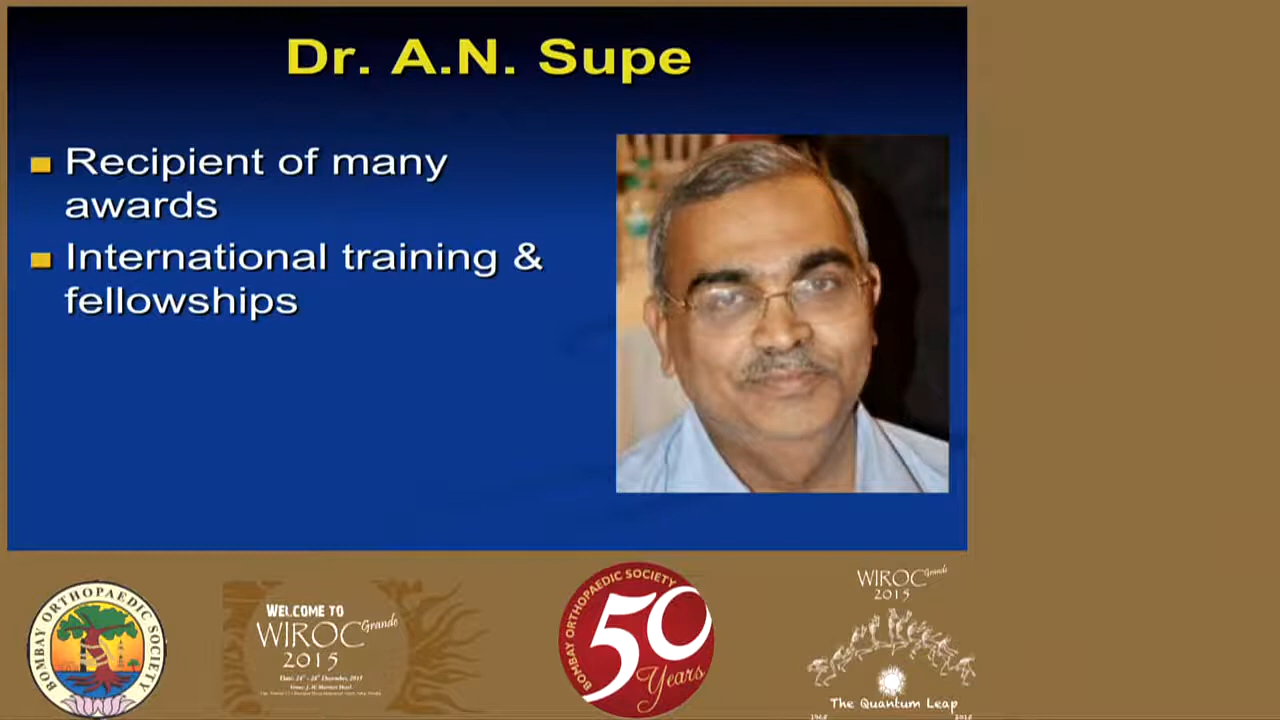 Dr. A.N. Supe
Recipient of many
awards
International training &
fellowships
BOMBAY ORTHOPAEDIC SOCIETY
WELCOME TO
WIROC Grande
2015
BOMBAY ORTHOPAEDIC SOCIETY
50
Years
WIROC Grande
2015
The Quantum Leap